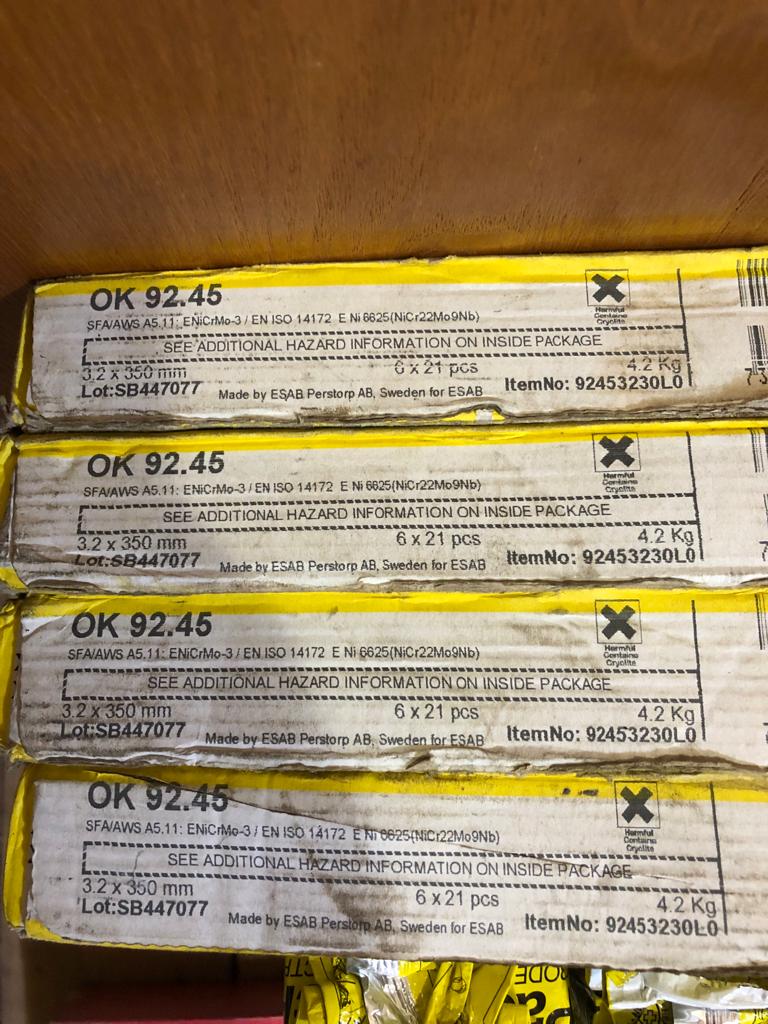 OK 92.45
SFA/AWS A5.11: ENiCrMo-3 / EN ISO 14172 E Ni 6625(NiCr22Mo9Nb)
Harmful
Contains
Cryolite
SEE ADDITIONAL HAZARD INFORMATION ON INSIDE PACKAGE
3.2 x 350 mm 6 x 21 pcs 4.2 Kg
Lot:SB447077 Made by ESAB Perstorp AB, Sweden for ESAB ItemNo: 92453230L0
OK 92.45
SFA/AWS A5.11: ENiCrMo-3 / EN ISO 14172 E Ni 6625(NiCr22Mo9Nb)
Harmful
Contains
Cryolite
SEE ADDITIONAL HAZARD INFORMATION ON INSIDE PACKAGE
3.2 x 350 mm 6 x 21 pcs 4.2 Kg
Lot:SB447077 Made by ESAB Perstorp AB, Sweden for ESAB ItemNo: 92453230L0
OK 92.45
SFA/AWS A5.11: ENiCrMo-3 / EN ISO 14172 E Ni 6625(NiCr22Mo9Nb)
Harmful
Contains
Cryolite
SEE ADDITIONAL HAZARD INFORMATION ON INSIDE PACKAGE
3.2 x 350 mm 6 x 21 pcs 4.2 Kg
Lot:SB447077 Made by ESAB Perstorp AB, Sweden for ESAB ItemNo: 92453230L0
OK 92.45
SFA/AWS A5.11: ENiCrMo-3 / EN ISO 14172 E Ni 6625(NiCr22Mo9Nb)
Harmful
Contains
Cryolite
SEE ADDITIONAL HAZARD INFORMATION ON INSIDE PACKAGE
3.2 x 350 mm 6 x 21 pcs 4.2 Kg
Lot:SB447077 Made by ESAB Perstorp AB, Sweden for ESAB ItemNo: 92453230L0